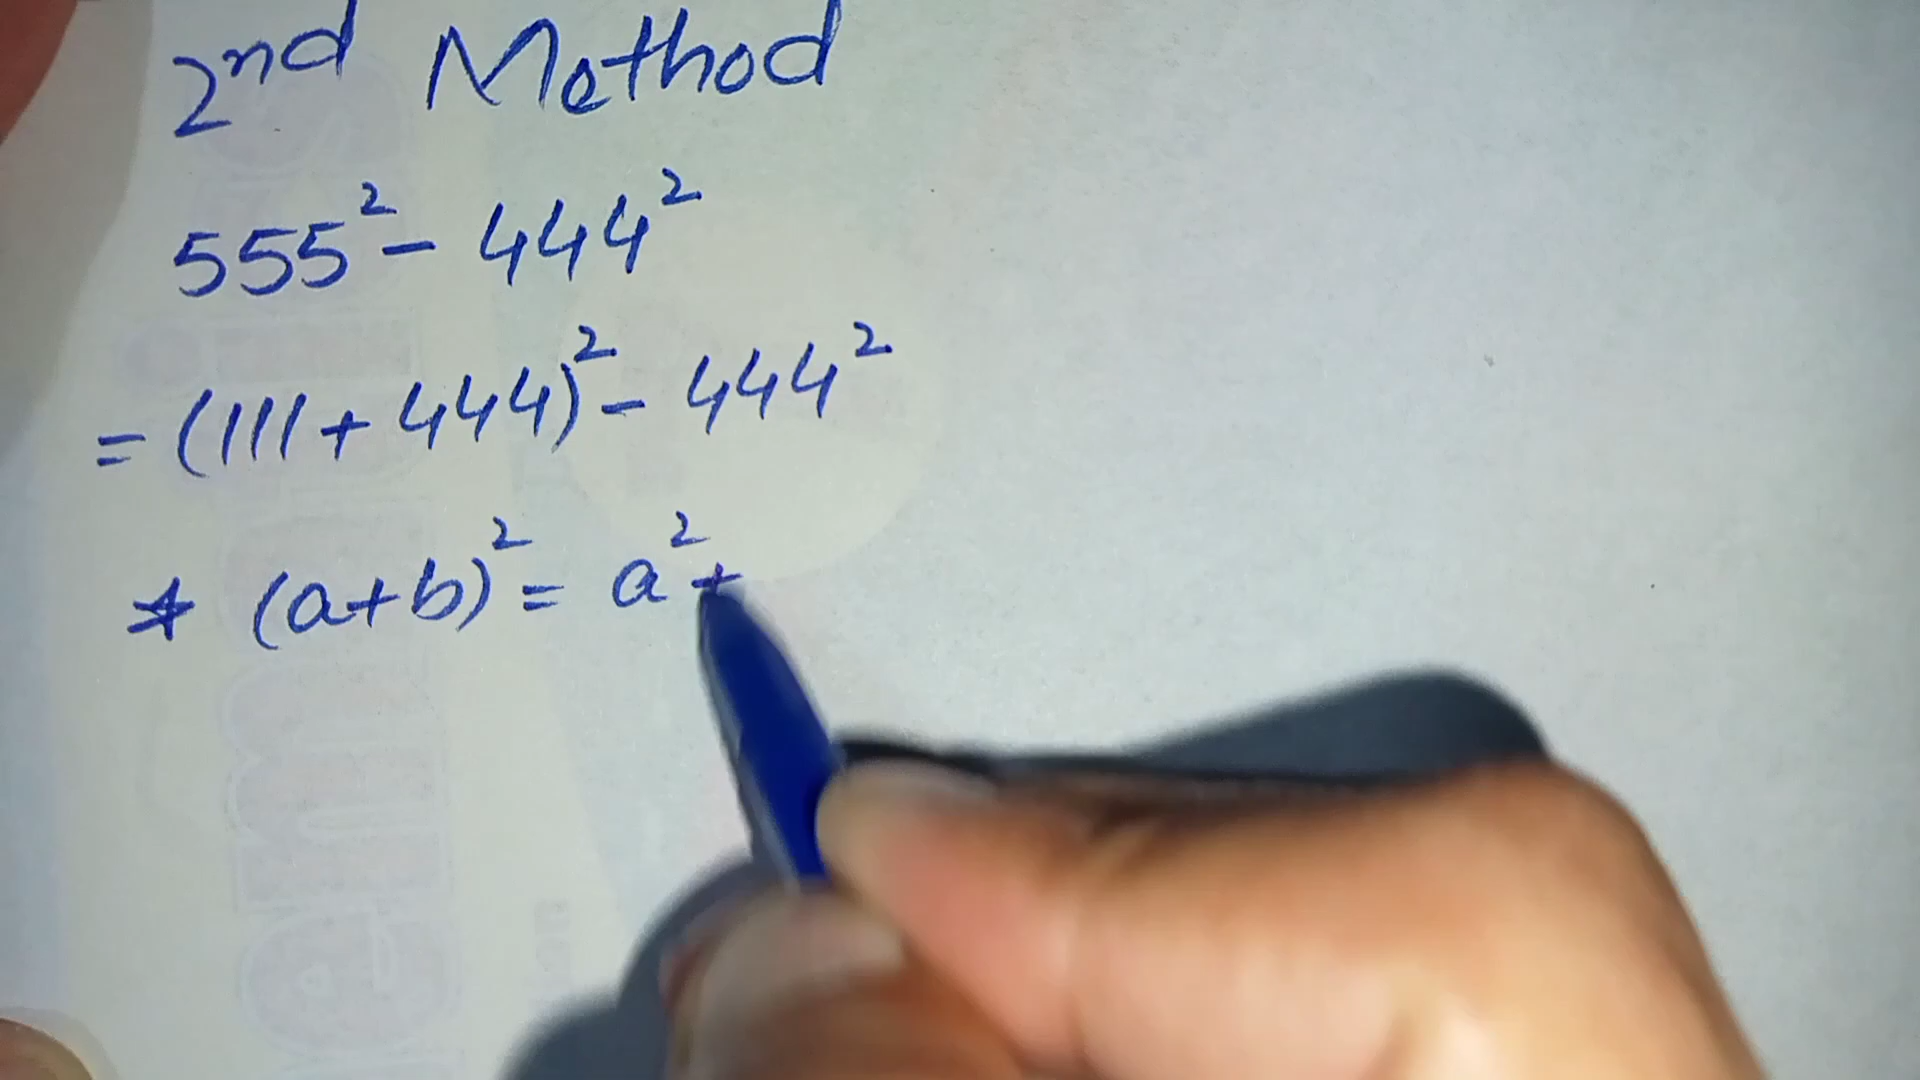 2nd Method
555² - 444²
= (111 + 444)² - 444²
* (a+b)² = a² +